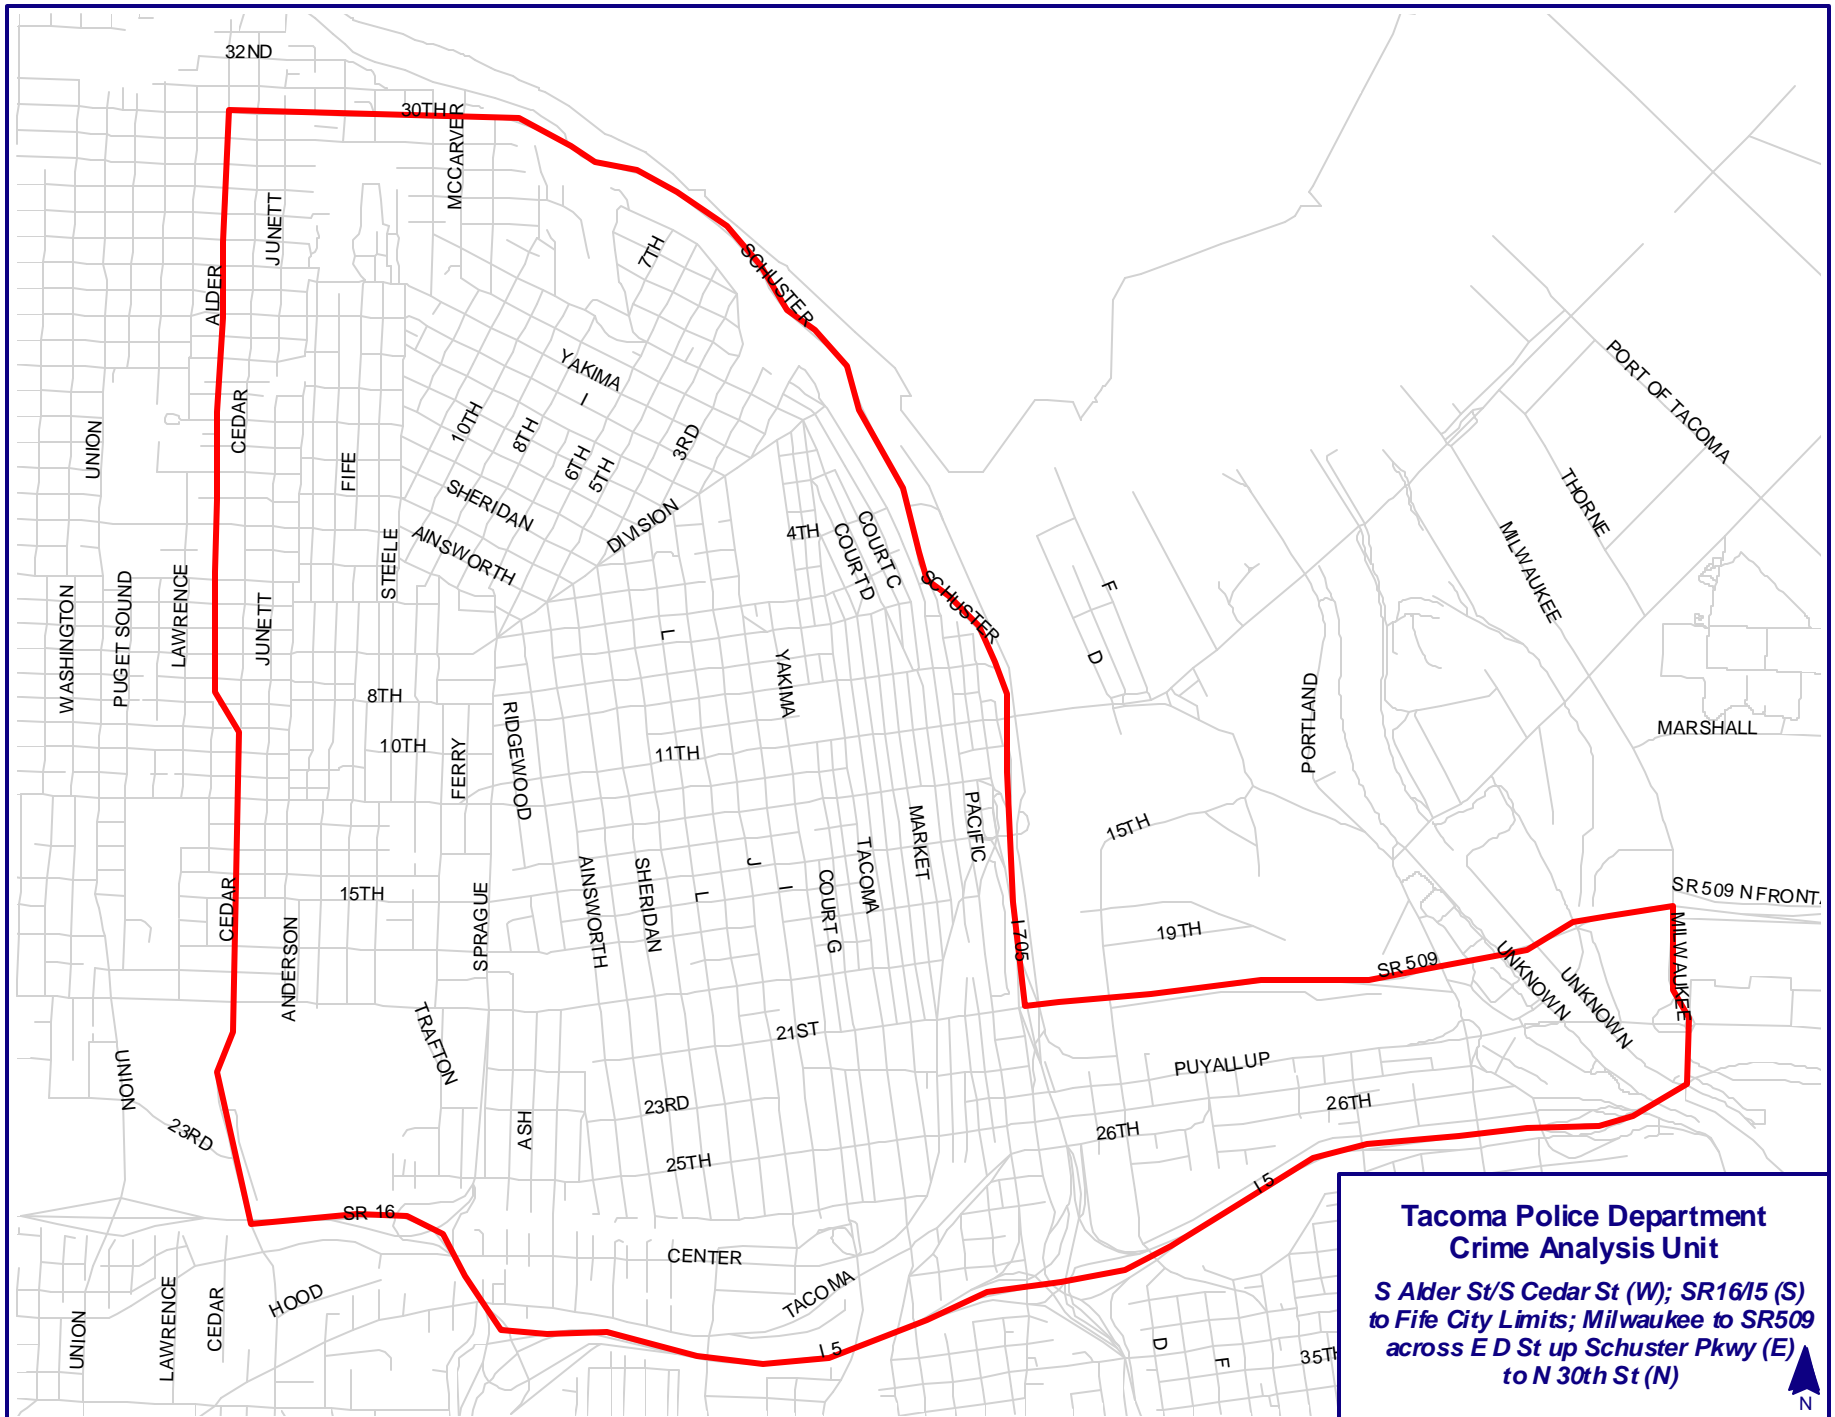 32ND
30TH
MCCARVER
JUNETT
7TH
ALDER
SCHUSTER
YAKIMA
I
PORT OF TACOMA
CEDAR
10TH
8TH
6TH
5TH
3RD
UNION
FIFE
SHERIDAN
DIVISION
THORNE
AINSWORTH
STEELE
4TH
COURT C
COURT D
MILWAUKEE
WASHINGTON
PUGET SOUND
LAWRENCE
JUNETT
SCHUSTER
F
D
L
YAKIMA
8TH
10TH
FERRY
RIDGEWOOD
11TH
PORTLAND
MARSHALL
PACIFIC
MARKET
TACOMA
15TH
CEDAR
15TH
ANDERSON
SPRAGUE
AINSWORTH
SHERIDAN
L
J
I
COURT G
I 705
19TH
SR 509
SR 509 N FRONT
MILWAUKEE
UNKNOWN
UNKNOWN
TRAFTON
21ST
UNION
23RD
PUYALLUP
ASH
23RD
26TH
26TH
25TH
SR 16
I 5
CENTER
TACOMA
HOOD
UNION
LAWRENCE
CEDAR
I 5
D
F
35TH
Tacoma Police Department
Crime Analysis Unit
S Alder St/S Cedar St (W); SR16/I5 (S)
to Fife City Limits; Milwaukee to SR509
across E D St up Schuster Pkwy (E)
to N 30th St (N)
N